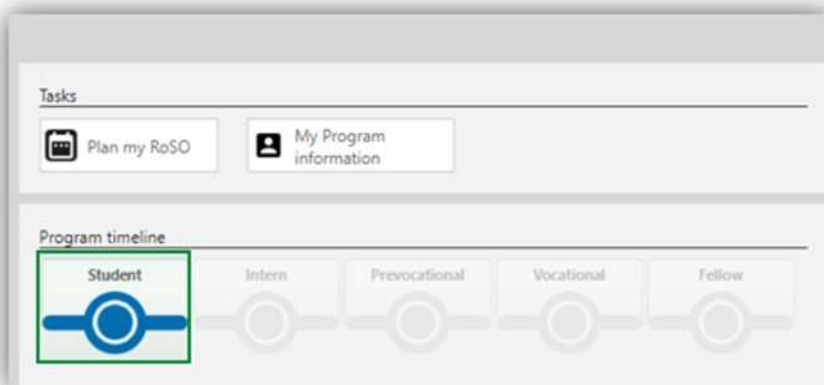 Tasks
Plan my RoSO
My Program
information
Program timeline
Student Intern Prevocational Vocational Fellow